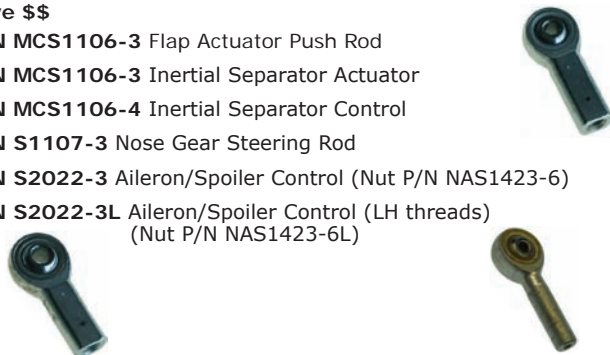 $$
MCS1106-3 Flap Actuator Push Rod
MCS1106-3 Inertial Separator Actuator
MCS1106-4 Inertial Separator Control
S1107-3 Nose Gear Steering Rod
S2022-3 Aileron/Spoiler Control (Nut P/N NAS1423-6)
S2022-3L Aileron/Spoiler Control (LH threads)
(Nut P/N NAS1423-6L)